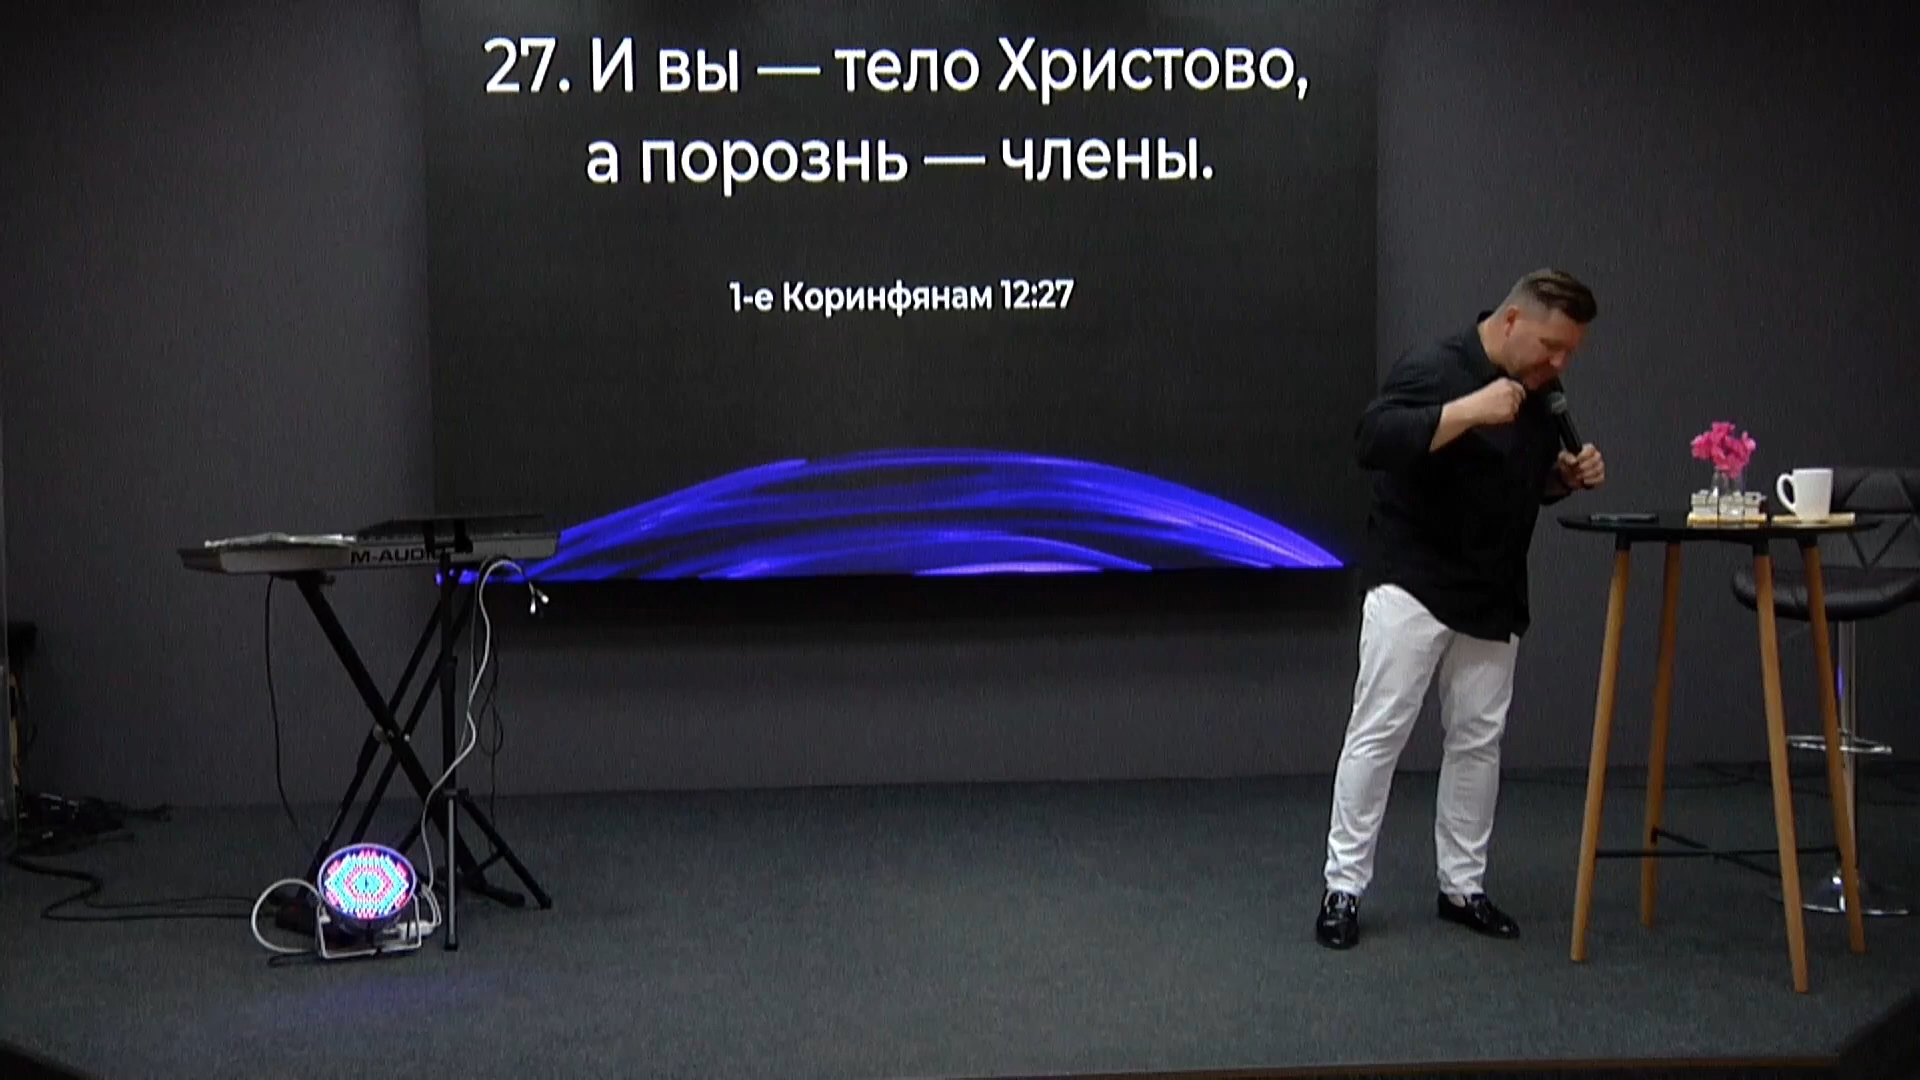 27. И вы — тело Христово,
а порознь — члены.
1-е Коринфянам 12:27
M-AUDIO